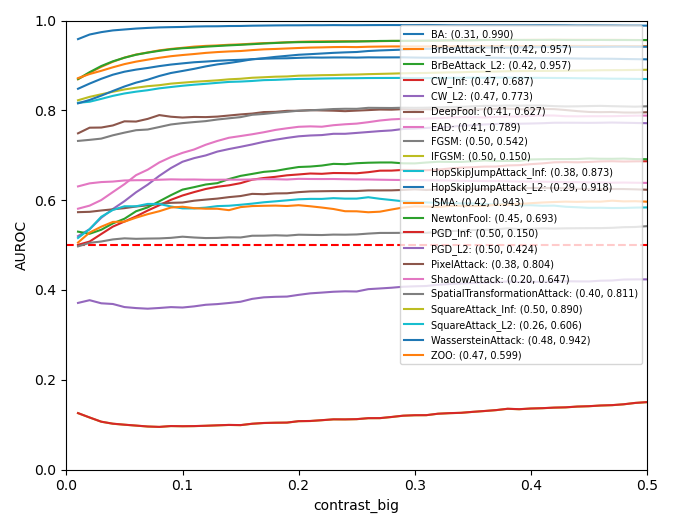 1.0
0.8
0.6
0.4
0.2
0.0
AUROC
0.0
0.1
0.2
0.3
0.4
0.5
contrast_big
BA: (0.31, 0.990)
BrBeAttack_Inf: (0.42, 0.957)
BrBeAttack_L2: (0.42, 0.957)
CW_Inf: (0.47, 0.687)
CW_L2: (0.47, 0.773)
DeepFool: (0.41, 0.627)
EAD: (0.41, 0.789)
FGSM: (0.50, 0.542)
IFGSM: (0.50, 0.150)
HopSkipJumpAttack_Inf: (0.38, 0.873)
HopSkipJumpAttack_L2: (0.29, 0.918)
JSMA: (0.42, 0.943)
NewtonFool: (0.45, 0.693)
PGD_Inf: (0.50, 0.150)
PGD_L2: (0.50, 0.424)
PixelAttack: (0.38, 0.804)
ShadowAttack: (0.20, 0.647)
SpatialTransformationAttack: (0.40, 0.811)
SquareAttack_Inf: (0.50, 0.890)
SquareAttack_L2: (0.26, 0.606)
WassersteinAttack: (0.48, 0.942)
ZOO: (0.47, 0.599)